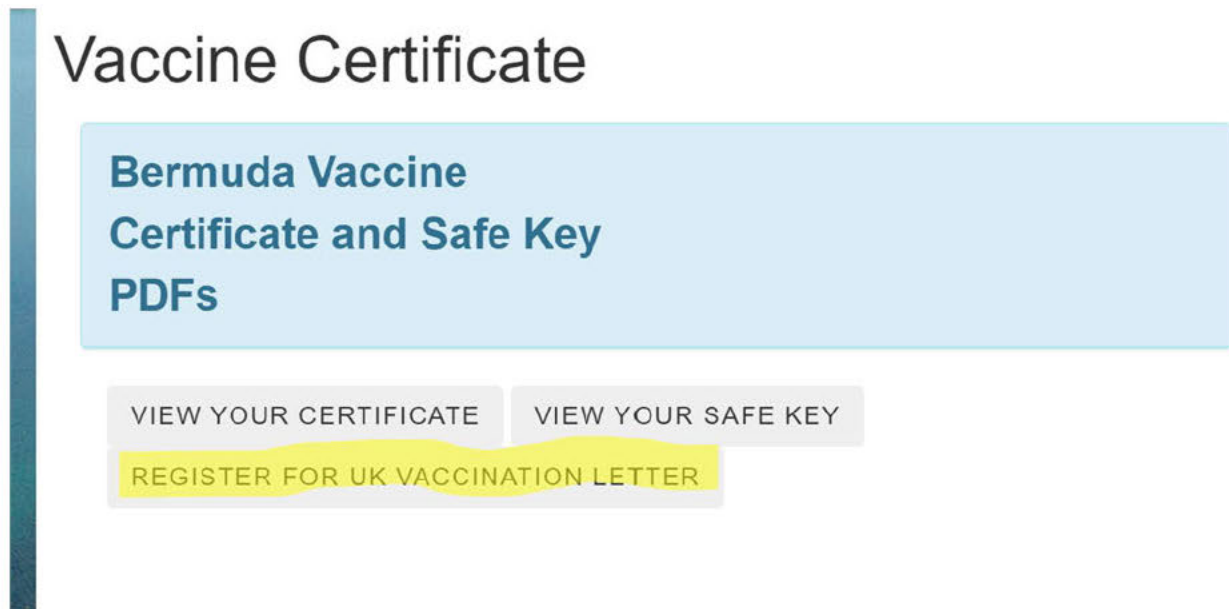 Vaccine Certificate
Bermuda Vaccine
Certificate and Safe Key
PDFs
VIEW YOUR CERTIFICATE VIEW YOUR SAFE KEY
REGISTER FOR UK VACCINATION LETTER